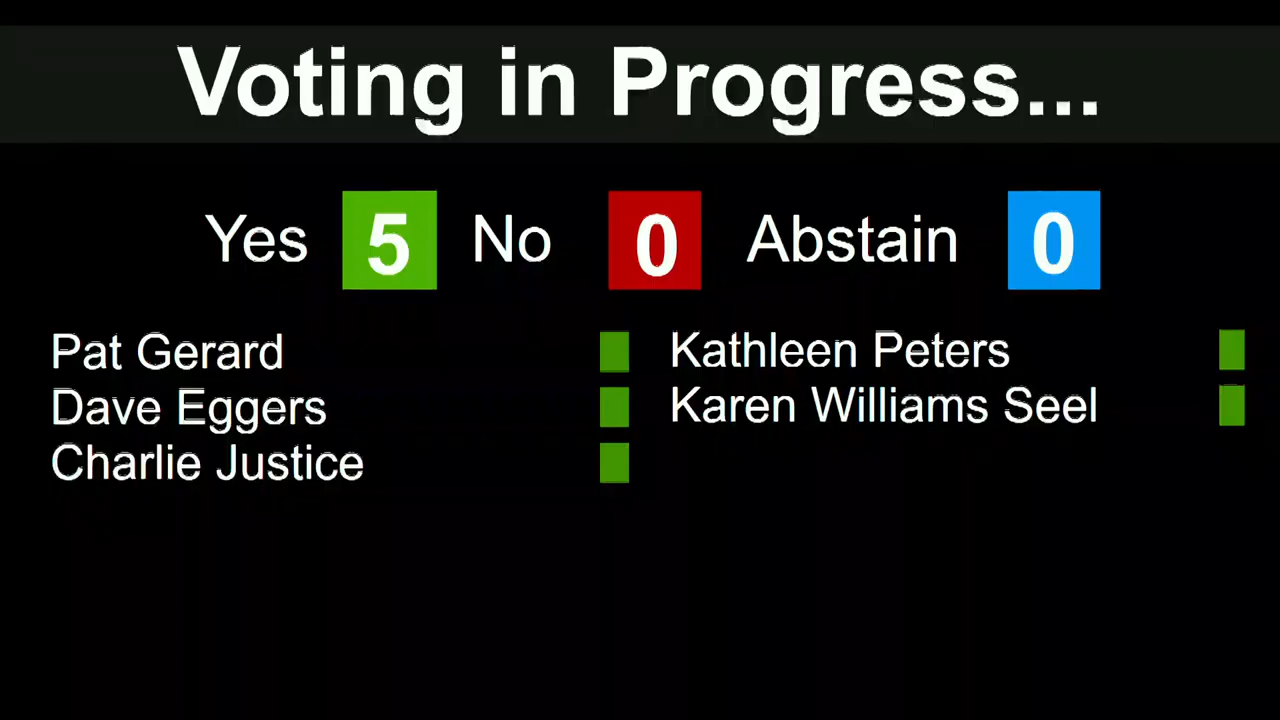 Voting in Progress...
Yes 5 No 0 Abstain 0
Pat Gerard Kathleen Peters
Dave Eggers Karen Williams Seel
Charlie Justice